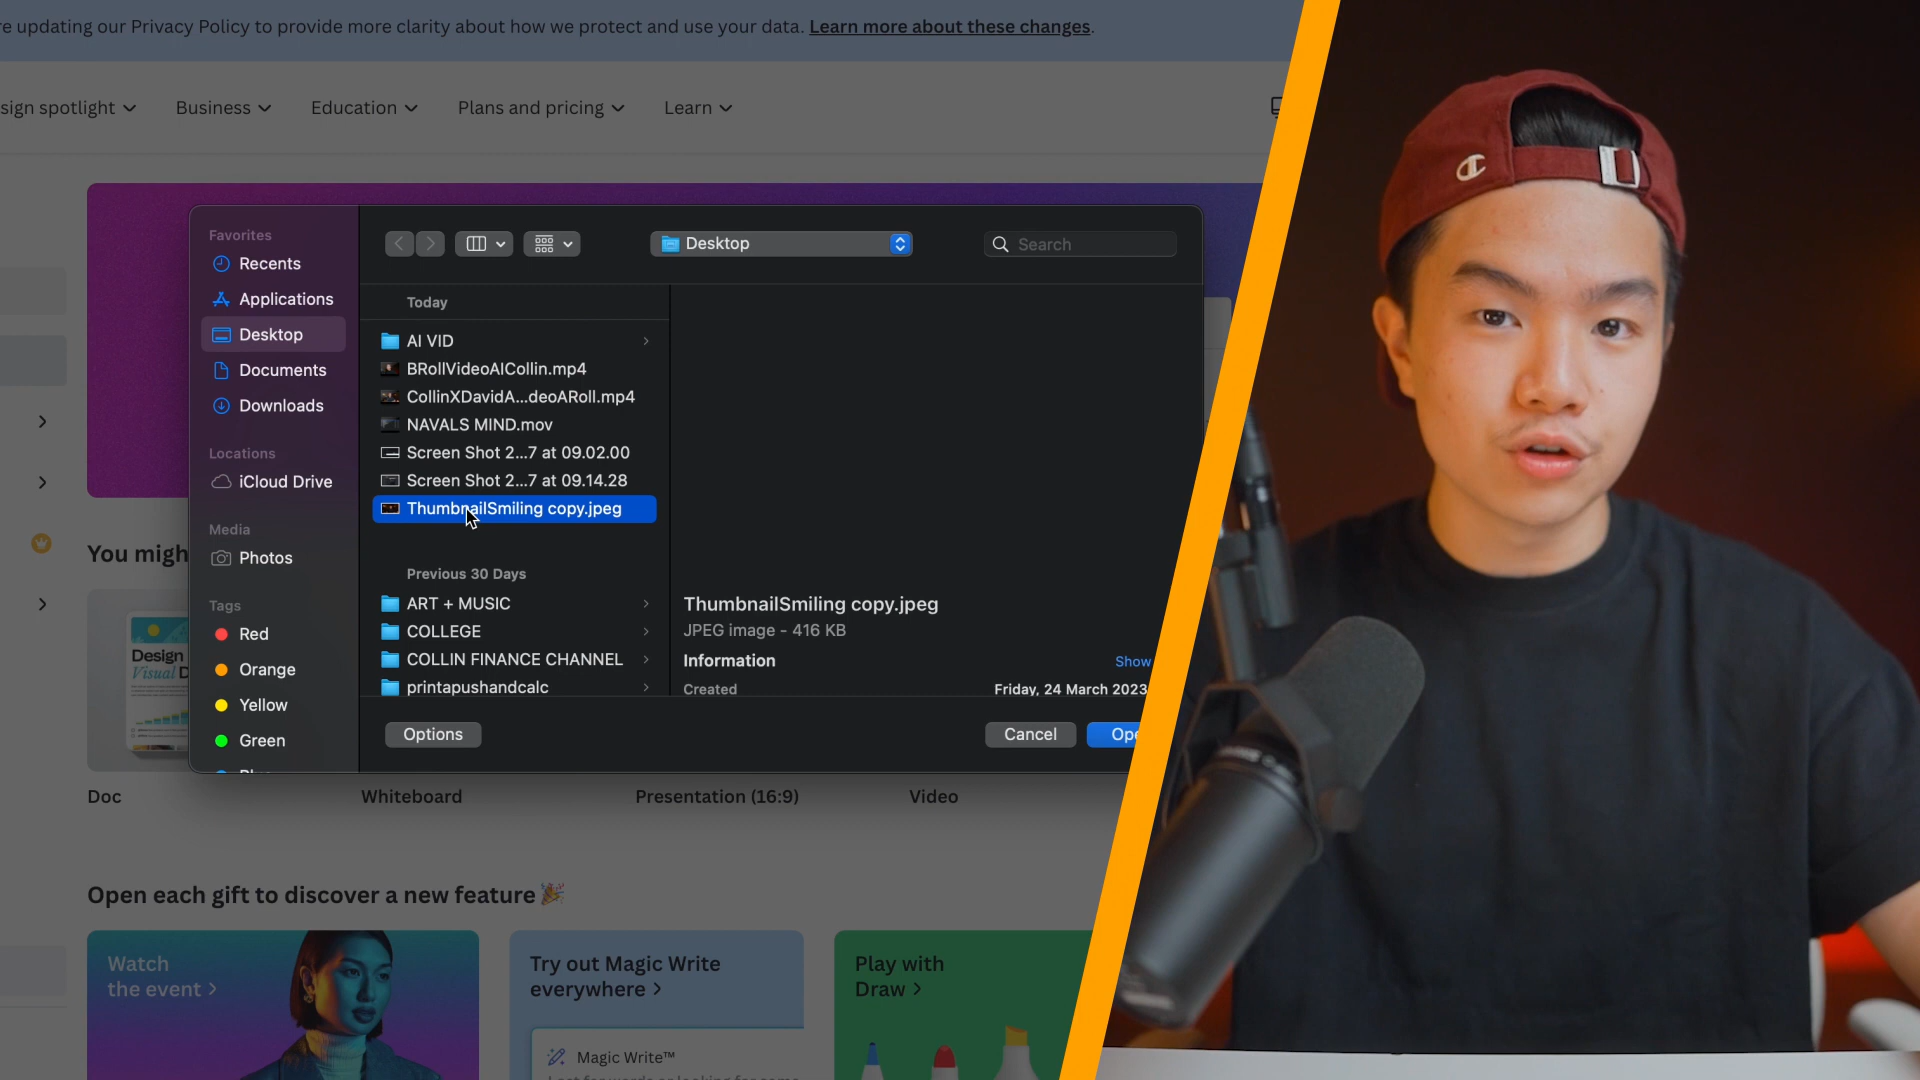 e updating our Privacy Policy to provide more clarity about how we protect and use your data. Learn more about these changes.
sign spotlight
Business
Education
Plans and pricing
Learn
Favorites
Recents
Applications
Desktop
Documents
Downloads
Locations
iCloud Drive
Media
Photos
Tags
Red
Orange
Yellow
Green
Desktop
Search
Today
AI VID
BRollVideoAICollin.mp4
CollinXDavidA...deoARoll.mp4
NAVALS MIND.mov
Screen Shot 2...7 at 09.02.00
Screen Shot 2...7 at 09.14.28
ThumbnailSmiling copy.jpeg
Previous 30 Days
ART + MUSIC
COLLEGE
COLLIN FINANCE CHANNEL
printapushandcalc
ThumbnailSmiling copy.jpeg
JPEG image - 416 KB
Information
Show
Created
Friday, 24 March 2023
Options
Cancel
Ope
You migh
Design
Visual D
Doc
Whiteboard
Presentation (16:9)
Video
Open each gift to discover a new feature
Watch
the event >
Try out Magic Write
everywhere >
Magic Write™
Play with
Draw >